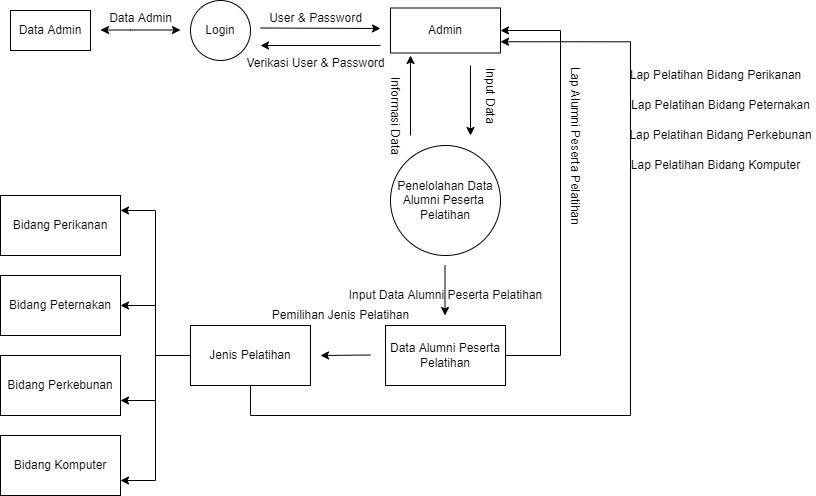 Data Admin
Data Admin
Login
User & Password
Verikasi User & Password
Admin
Informasi Data
Input Data
Lap Alumni Peserta Pelatihan
Lap Pelatihan Bidang Perikanan
Lap Pelatihan Bidang Peternakan
Lap Pelatihan Bidang Perkebunan
Lap Pelatihan Bidang Komputer
Penelolahan Data
Alumni Peserta
Pelatihan
Input Data Alumni Peserta Pelatihan
Pemilihan Jenis Pelatihan
Data Alumni Peserta
Pelatihan
Jenis Pelatihan
Bidang Perikanan
Bidang Peternakan
Bidang Perkebunan
Bidang Komputer